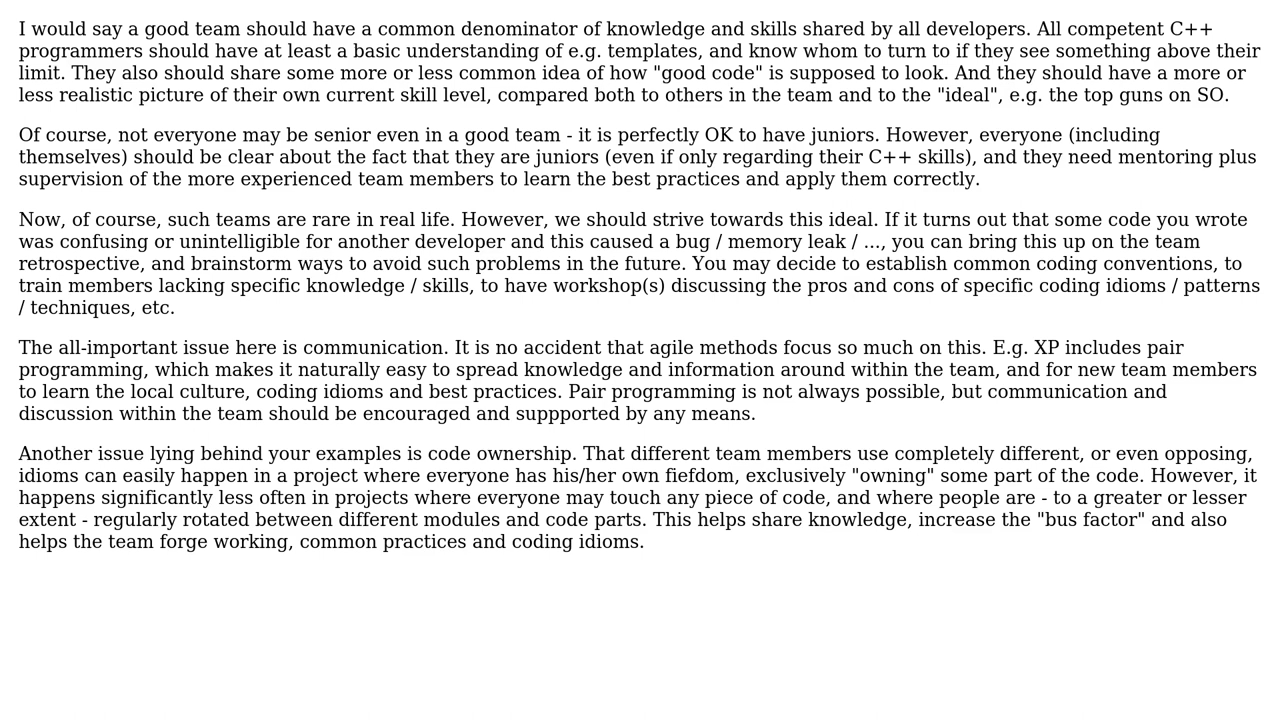 I would say a good team should have a common denominator of knowledge and skills shared by all developers. All competent C++
programmers should have at least a basic understanding of e.g. templates, and know whom to turn to if they see something above their
limit. They also should share some more or less common idea of how "good code" is supposed to look. And they should have a more or
less realistic picture of their own current skill level, compared both to others in the team and to the "ideal", e.g. the top guns on SO.
Of course, not everyone may be senior even in a good team - it is perfectly OK to have juniors. However, everyone (including
themselves) should be clear about the fact that they are juniors (even if only regarding their C++ skills), and they need mentoring plus
supervision of the more experienced team members to learn the best practices and apply them correctly.
Now, of course, such teams are rare in real life. However, we should strive towards this ideal. If it turns out that some code you wrote
was confusing or unintelligible for another developer and this caused a bug / memory leak / ..., you can bring this up on the team
retrospective, and brainstorm ways to avoid such problems in the future. You may decide to establish common coding conventions, to
train members lacking specific knowledge / skills, to have workshop(s) discussing the pros and cons of specific coding idioms / patterns
/ techniques, etc.
The all-important issue here is communication. It is no accident that agile methods focus so much on this. E.g. XP includes pair
programming, which makes it naturally easy to spread knowledge and information around within the team, and for new team members
to learn the local culture, coding idioms and best practices. Pair programming is not always possible, but communication and
discussion within the team should be encouraged and suppported by any means.
Another issue lying behind your examples is code ownership. That different team members use completely different, or even opposing,
idioms can easily happen in a project where everyone has his/her own fiefdom, exclusively "owning" some part of the code. However, it
happens significantly less often in projects where everyone may touch any piece of code, and where people are - to a greater or lesser
extent - regularly rotated between different modules and code parts. This helps share knowledge, increase the "bus factor" and also
helps the team forge working, common practices and coding idioms.